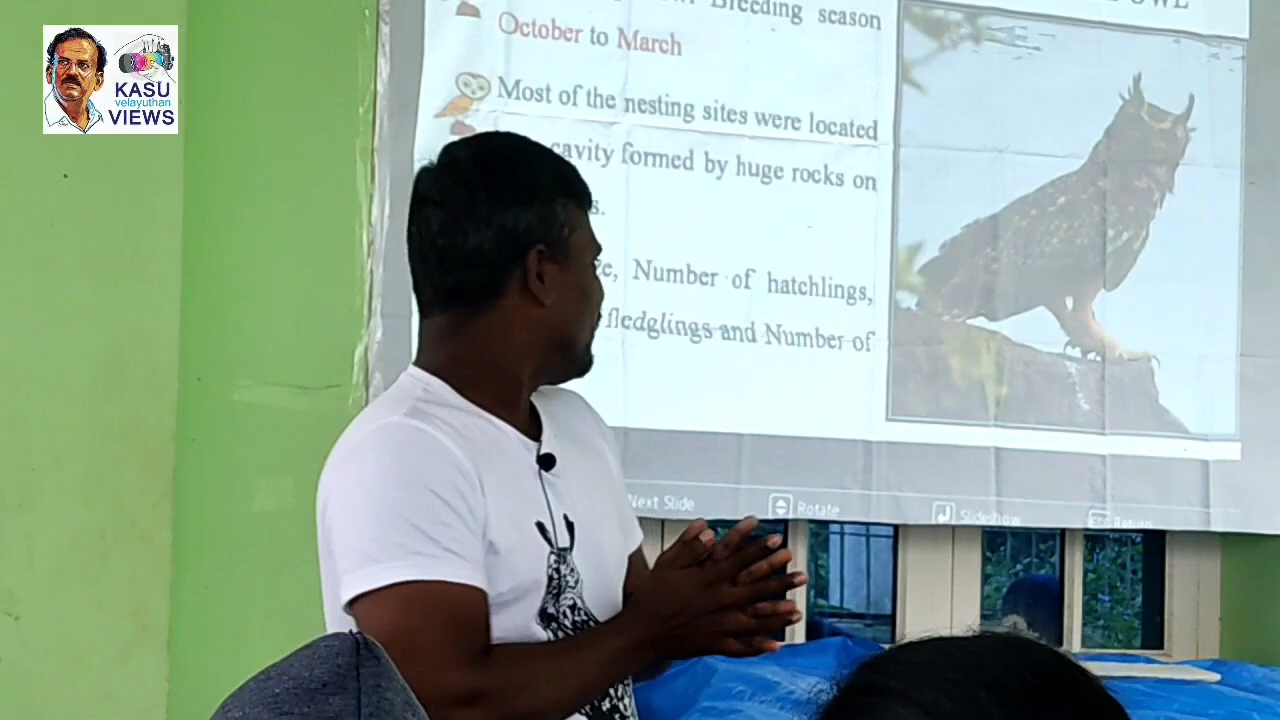 KASU
velayuthan
VIEWS
Breeding season
October to March
Most of the nesting sites were located
cavity formed by huge rocks on
s.
Number of hatchlings,
fledglings and Number of
OWL
Next Slide
Rotate
Slideshow
Return